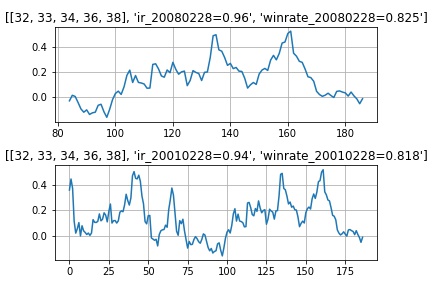 [[32, 33, 34, 36, 38], 'ir_20080228=0.96', 'winrate_20080228=0.825']
0.4
0.2
0.0
80 100 120 140 160 180
[[32, 33, 34, 36, 38], 'ir_20010228=0.94', 'winrate_20010228=0.818']
0.4
0.2
0.0
0 25 50 75 100 125 150 175